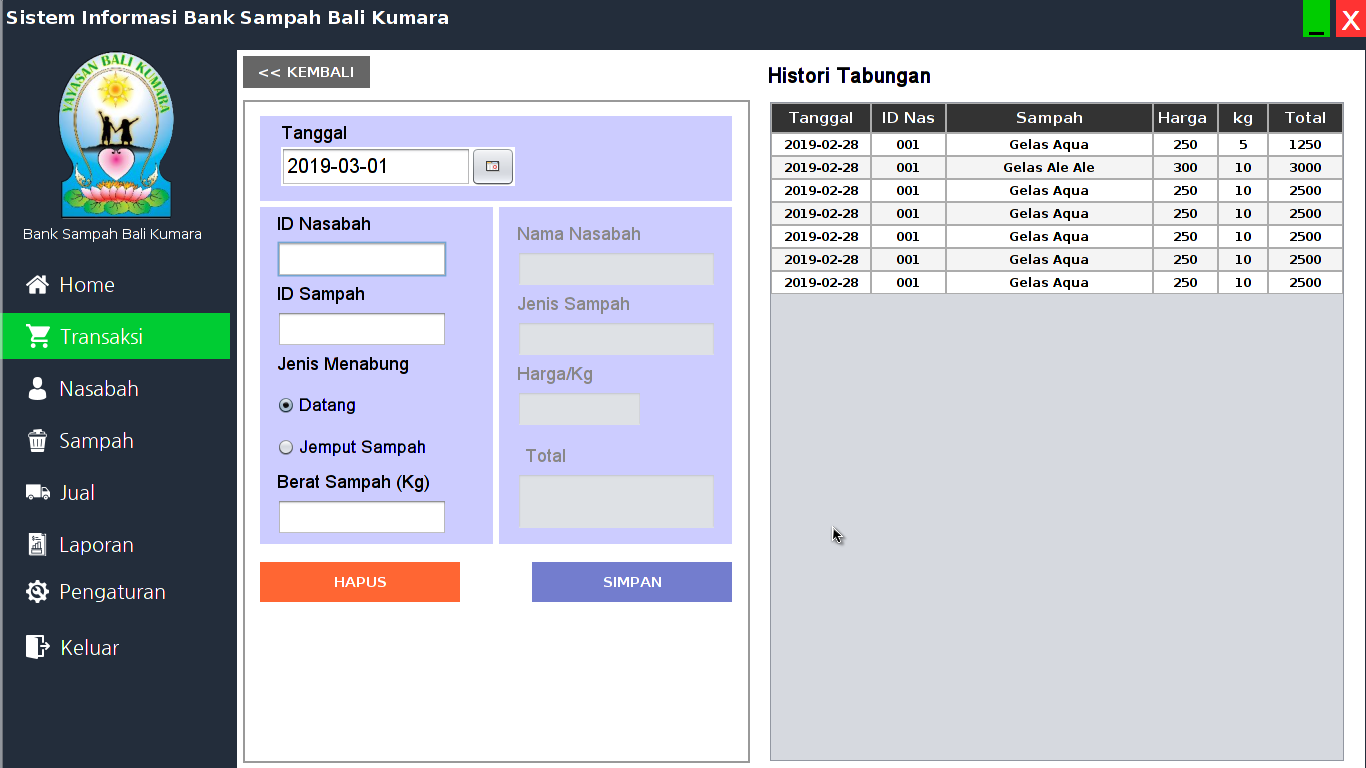 Sistem Informasi Bank Sampah Bali Kumara
_ X
YAYASAN BALI KUMARA
Bank Sampah Bali Kumara
Home
Transaksi
Nasabah
Sampah
Jual
Laporan
Pengaturan
Keluar
<< KEMBALI
Tanggal
2019-03-01
ID Nasabah
ID Sampah
Jenis Menabung
Datang
Jemput Sampah
Berat Sampah (Kg)
Nama Nasabah
Jenis Sampah
Harga/Kg
Total
HAPUS
SIMPAN
Histori Tabungan
Tanggal ID Nas Sampah Harga kg Total
2019-02-28 001 Gelas Aqua 250 5 1250
2019-02-28 001 Gelas Ale Ale 300 10 3000
2019-02-28 001 Gelas Aqua 250 10 2500
2019-02-28 001 Gelas Aqua 250 10 2500
2019-02-28 001 Gelas Aqua 250 10 2500
2019-02-28 001 Gelas Aqua 250 10 2500
2019-02-28 001 Gelas Aqua 250 10 2500